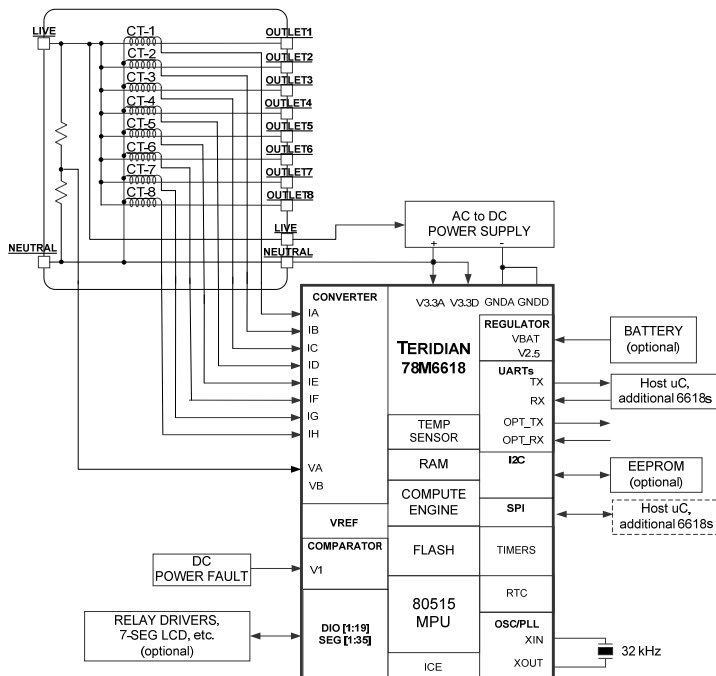 LIVE
CT-1
OUTLET1
CT-2
OUTLET2
CT-3
OUTLET3
CT-4
OUTLET4
CT-5
OUTLET5
CT-6
OUTLET6
CT-7
OUTLET7
CT-8
OUTLET8
LIVE
NEUTRAL
NEUTRAL
AC to DC
POWER SUPPLY
+
-
CONVERTER
IA
IB
IC
ID
IE
IF
IG
IH
VA
VB
VREF
COMPARATOR
V1
DIO [1:19]
SEG [1:35]
V3.3A V3.3D GNDA GNDD
TERIDIAN
78M6618
TEMP
SENSOR
RAM
COMPUTE
ENGINE
FLASH
80515
MPU
ICE
REGULATOR
VBAT
V2.5
UARTs
TX
RX
OPT_TX
OPT_RX
I2C
SPI
TIMERS
RTC
OSC/PLL
XIN
XOUT
BATTERY
(optional)
Host uC,
additional 6618s
EEPROM
(optional)
Host uC,
additional 6618s
32 kHz
DC
POWER FAULT
RELAY DRIVERS,
7-SEG LCD, etc.
(optional)